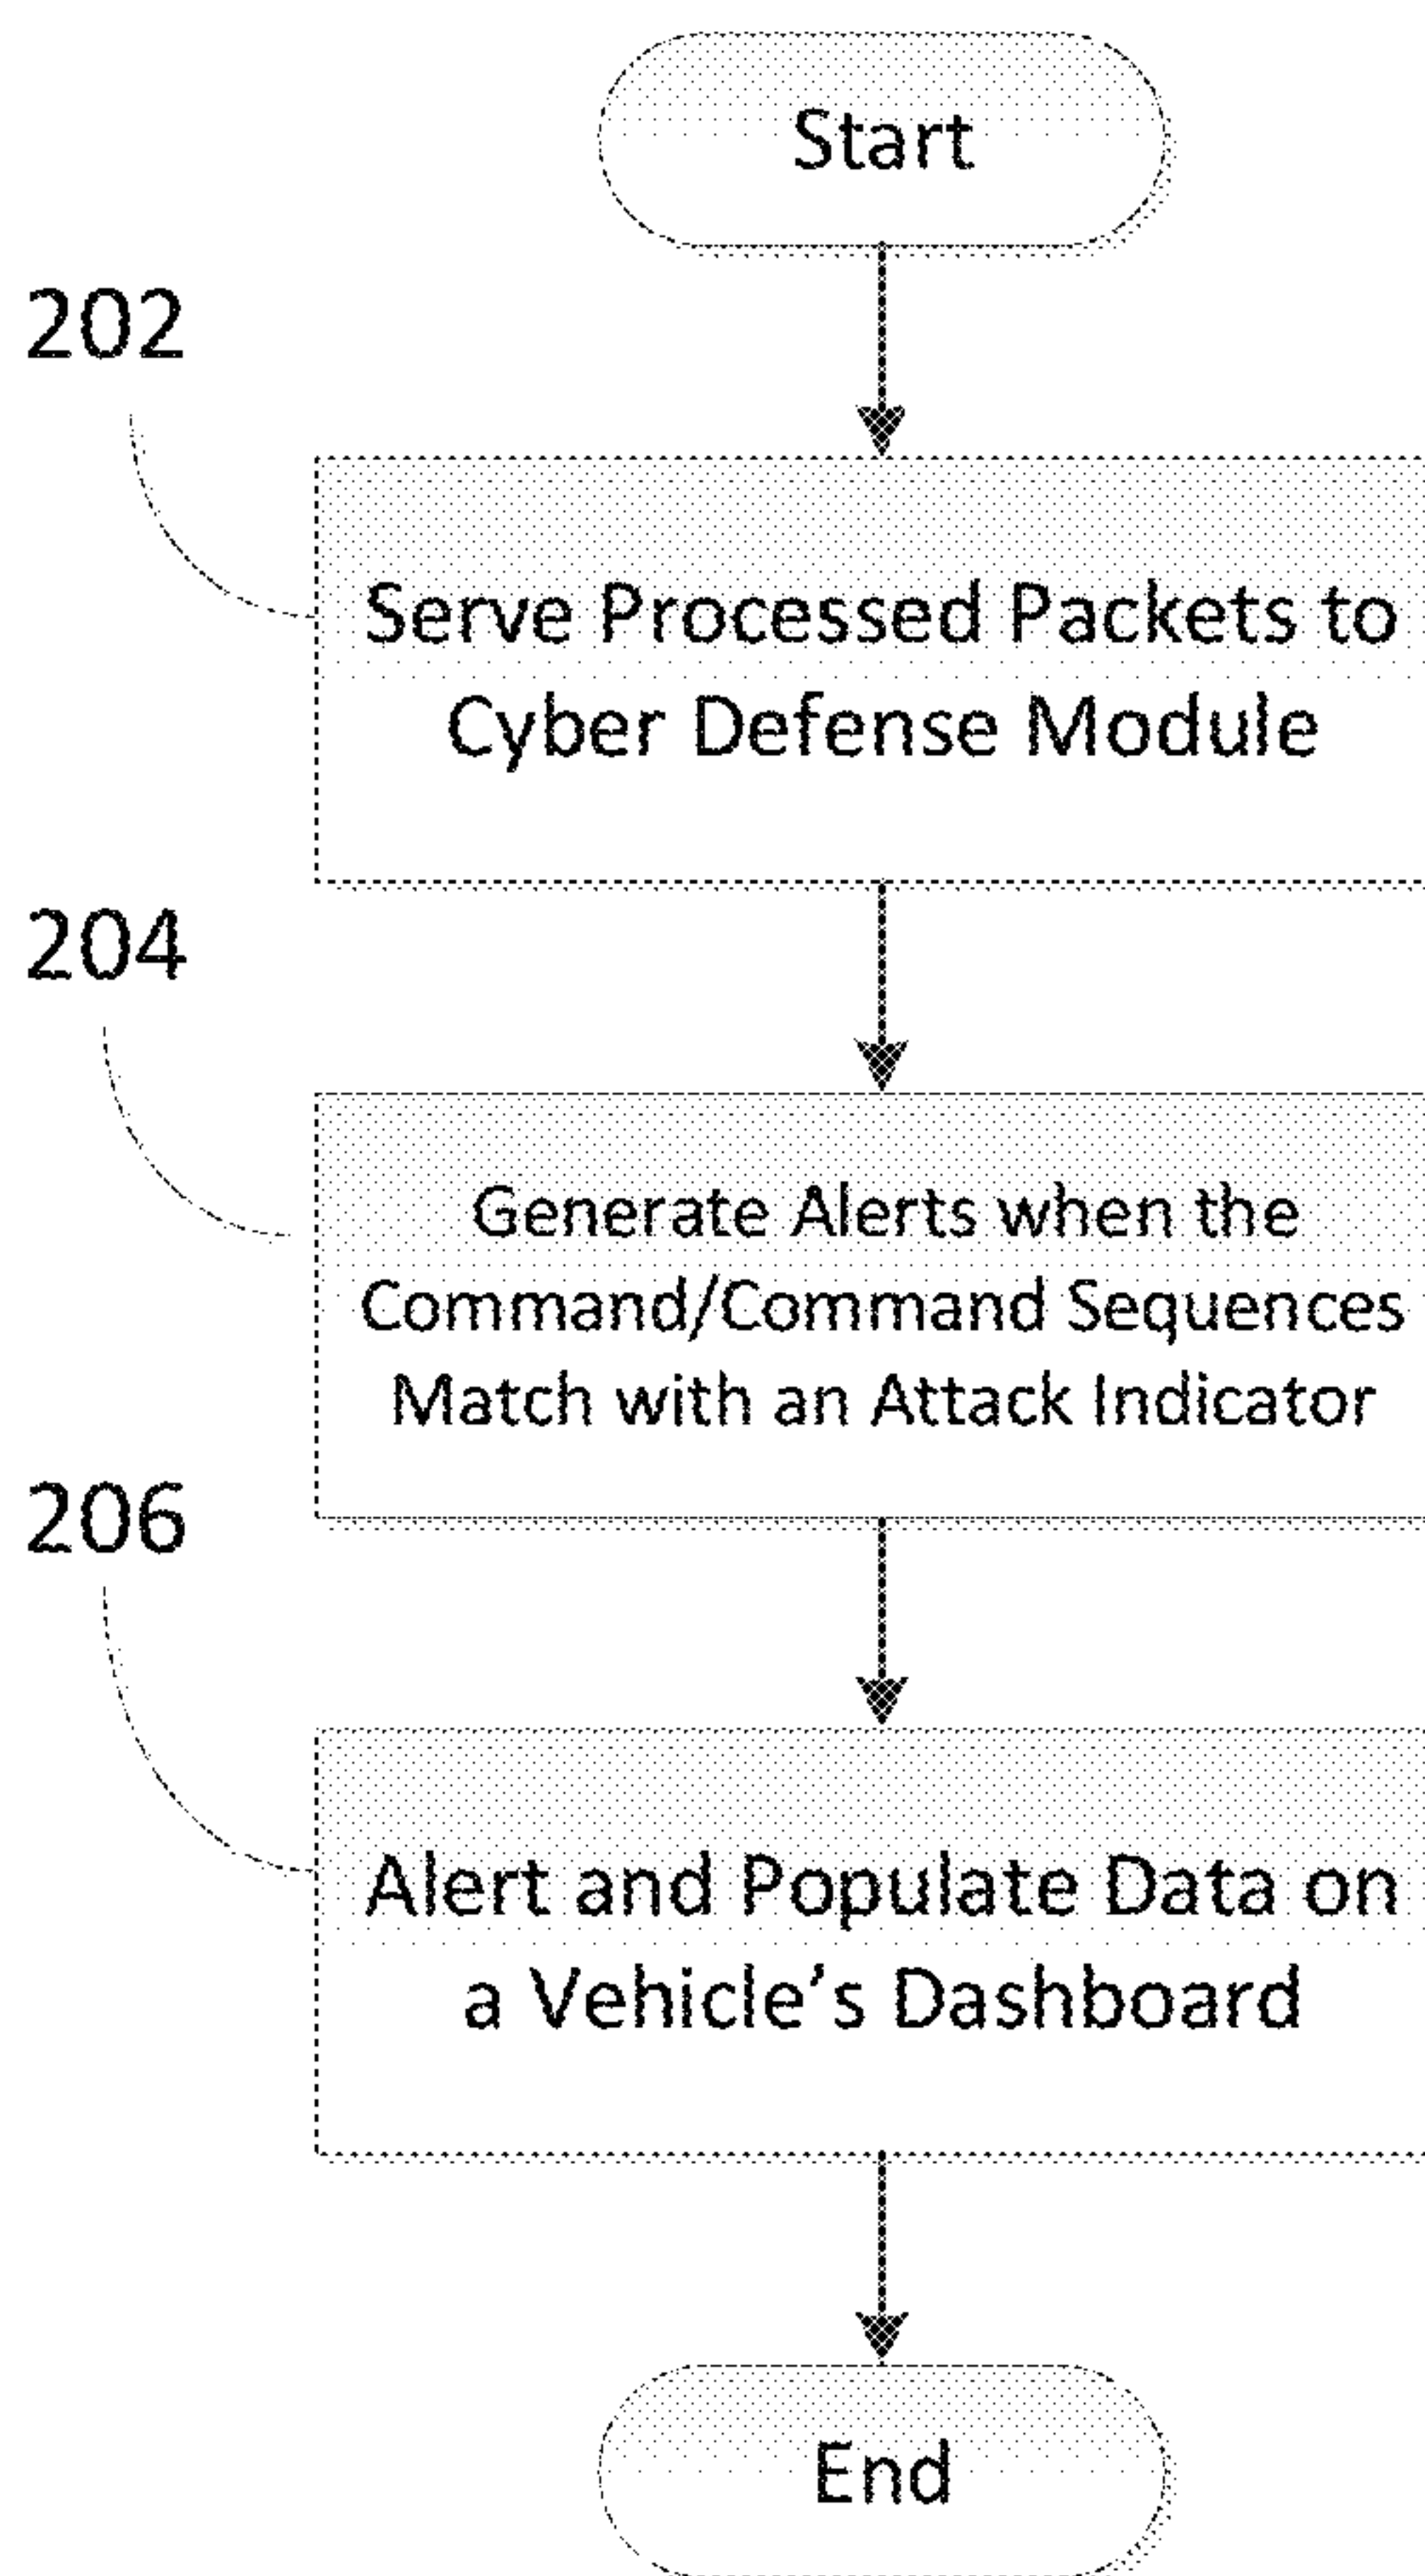 Start
202
Serve Processed Packets to
Cyber Defense Module
204
Generate Alerts when the
Command/Command Sequences
Match with an Attack Indicator
206
Alert and Populate Data on
a Vehicle’s Dashboard
End